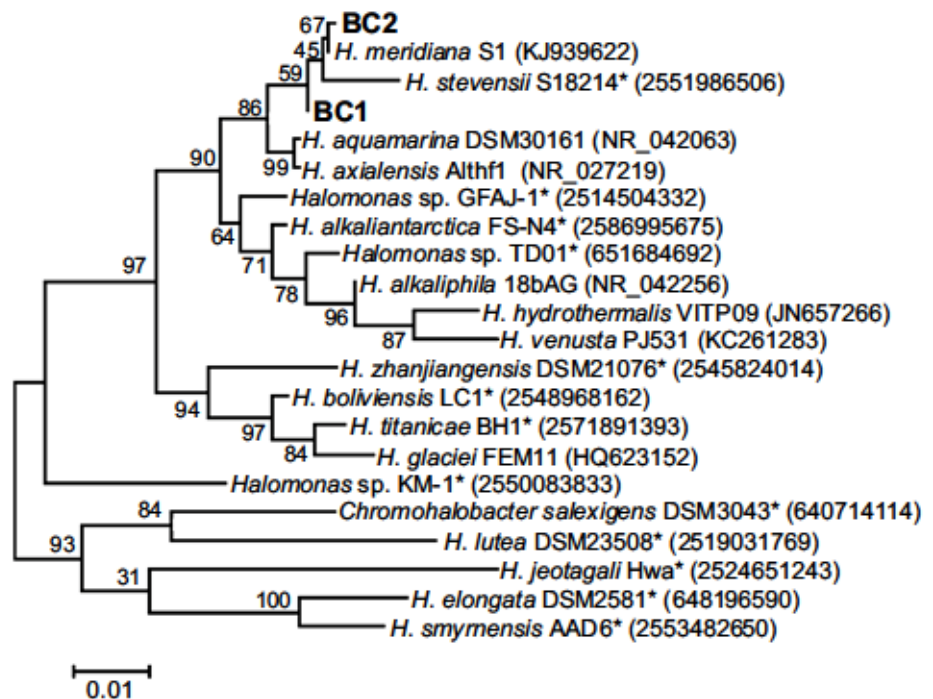 67 BC2
45 H. meridiana S1 (KJ939622)
59 H. stevensii S18214* (2551986506)
86 BC1
H. aquamarina DSM30161 (NR_042063)
90 99 H. axialensis Althf1 (NR_027219)
Halomonas sp. GFAJ-1* (2514504332)
64 H. alkaliantarctica FS-N4* (2586995675)
71 Halomonas sp. TD01* (651684692)
97 78 H. alkaliphila 18bAG (NR_042256)
96 H. hydrothermalis VITP09 (JN657266)
87 H. venusta PJ531 (KC261283)
H. zhanjiangensis DSM21076* (2545824014)
94 H. boliviensis LC1* (2548968162)
97 H. titanicae BH1* (2571891393)
84 H. glaciei FEM11 (HQ623152)
Halomonas sp. KM-1* (2550083833)
84 Chromohalobacter salexigens DSM3043* (640714114)
93 H. lutea DSM23508* (2519031769)
31 H. jeotagali Hwa* (2524651243)
100 H. elongata DSM2581* (648196590)
H. smyrnensis AAD6* (2553482650)
0.01